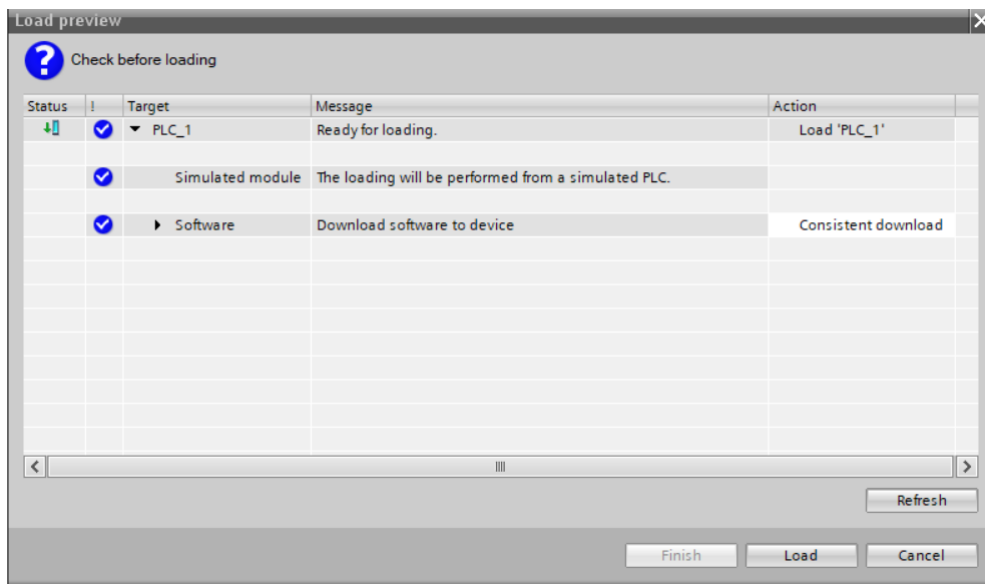 Load preview
Check before loading
Status ! Target Message Action
PLC_1 Ready for loading. Load 'PLC_1'
Simulated module The loading will be performed from a simulated PLC.
Software Download software to device Consistent download
Refresh
Finish Load Cancel